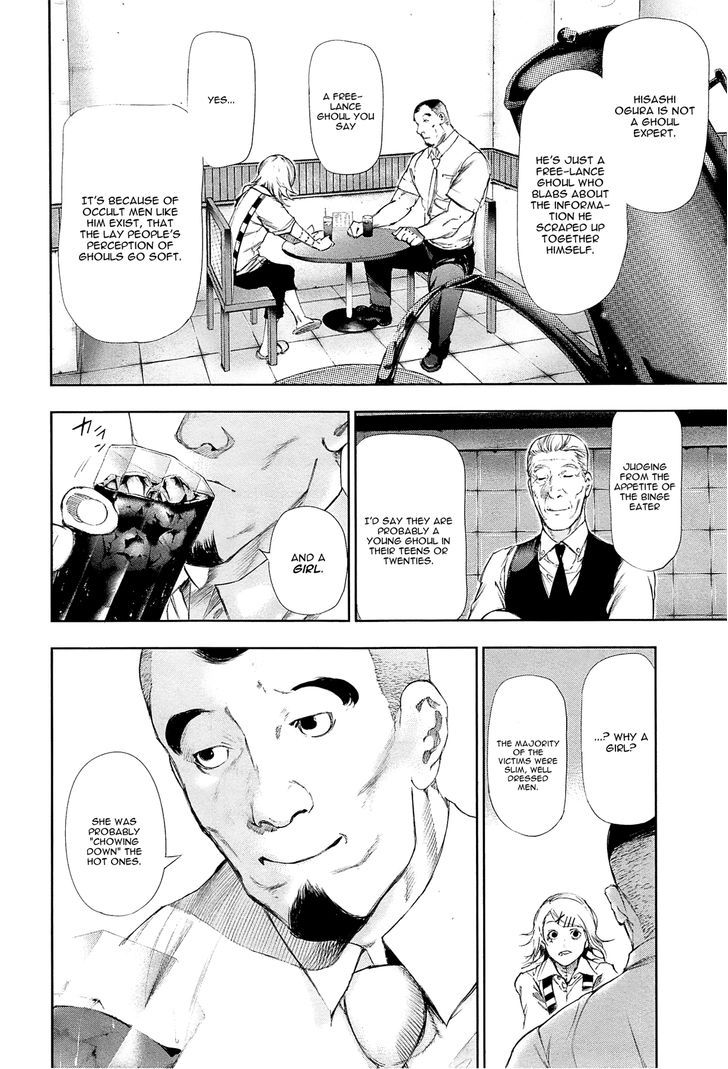 HISASHI
OGURA IS NOT
A GHOUL
EXPERT.
HE'S JUST A
FREE-LANCE
GHOUL WHO
BLABS ABOUT
THE INFORMA-
TION HE
SCRAPED UP
TOGETHER
HIMSELF.
A FREE-
LANCE
GHOUL YOU
SAY
YES...
IT'S BECAUSE OF
OCCULT MEN LIKE
HIM EXIST, THAT
THE LAY PEOPLE'S
PERCEPTION OF
GHOULS GO SOFT.
JUDGING
FROM THE
APPETITE OF
THE BINGE
EATER
I'D SAY THEY ARE
PROBABLY A
YOUNG GHOUL IN
THEIR TEENS OR
TWENTIES.
カッ
AND A
GIRL.
...? WHY A
GIRL?
THE MAJORITY
OF THE
VICTIMS WERE
SLIM, WELL
DRESSED
MEN.
SHE WAS
PROBABLY
"CHOWING
DOWN" THE
HOT ONES.